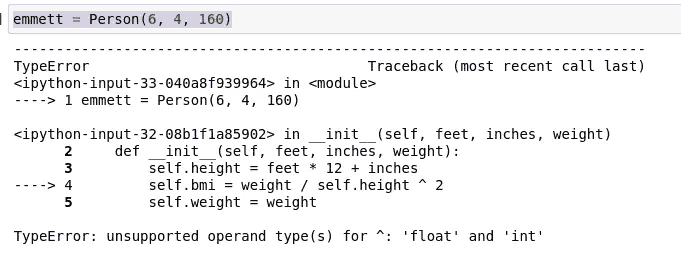 emmett = Person(6, 4, 160)
---------------------------------------------------------------------------
TypeError                                 Traceback (most recent call last)
<ipython-input-33-040a8f939964> in <module>
----> 1 emmett = Person(6, 4, 160)
<ipython-input-32-08b1f1a85902> in __init__(self, feet, inches, weight)
      2     def __init__(self, feet, inches, weight):
      3         self.height = feet * 12 + inches
----> 4         self.bmi = weight / self.height ^ 2
      5         self.weight = weight
TypeError: unsupported operand type(s) for ^: 'float' and 'int'